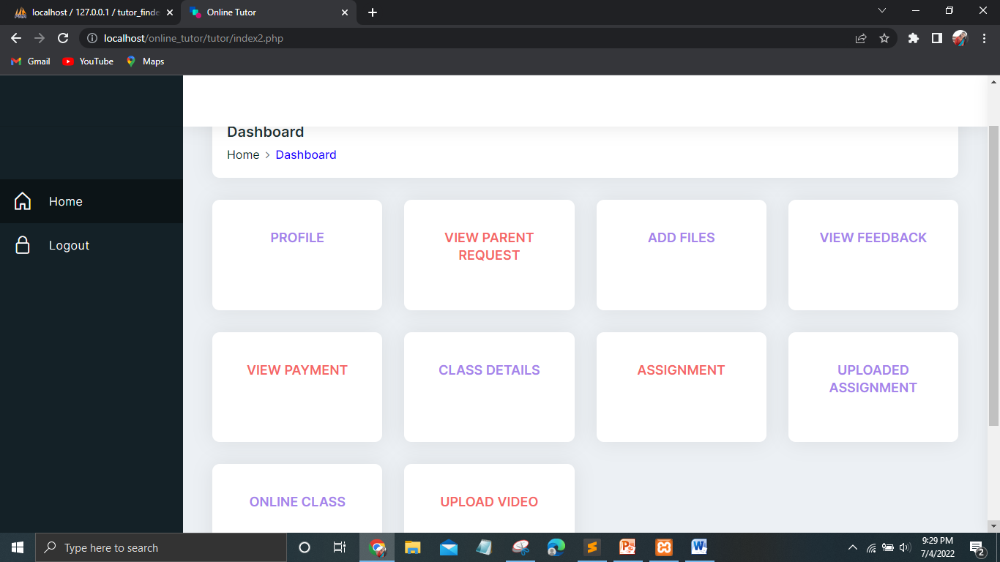 localhost / 127.0.0.1 / tutor_finde
Online Tutor
localhost/online_tutor/tutor/index2.php
Gmail
YouTube
Maps
Dashboard
Home > Dashboard
Home
Logout
PROFILE
VIEW PARENT
REQUEST
ADD FILES
VIEW FEEDBACK
VIEW PAYMENT
CLASS DETAILS
ASSIGNMENT
UPLOADED
ASSIGNMENT
ONLINE CLASS
UPLOAD VIDEO
Type here to search
9:29 PM
7/4/2022
2